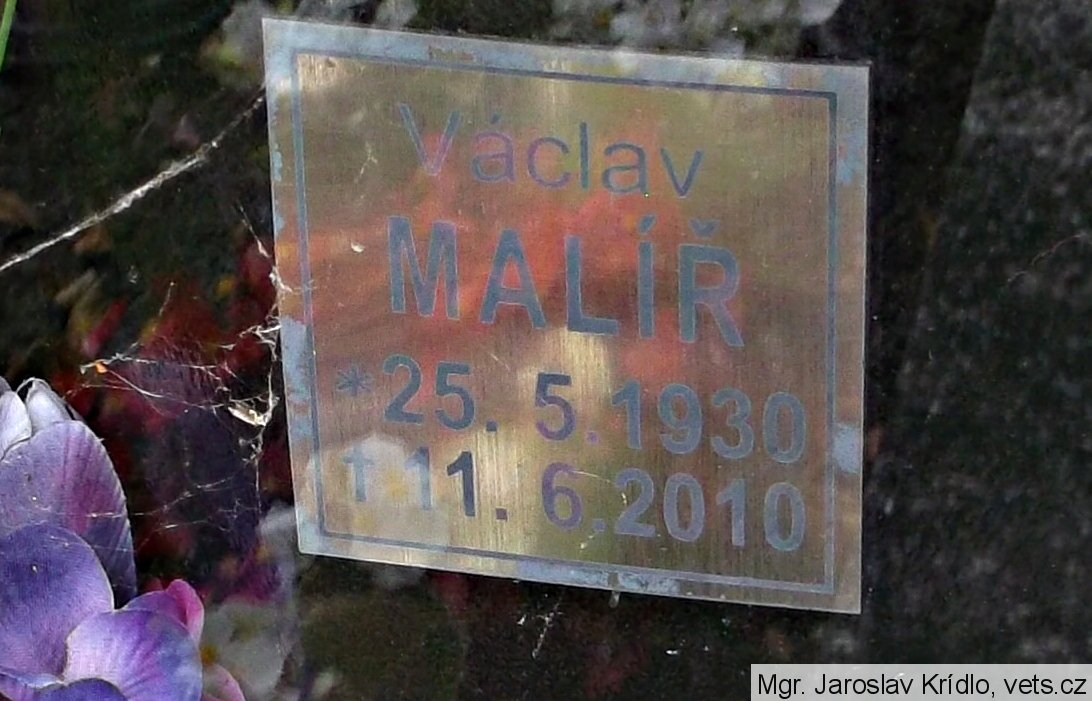 Václav
MALÍŘ
* 25. 5. 1930
† 11. 6. 2010
Mgr. Jaroslav Krídlo, vets.cz